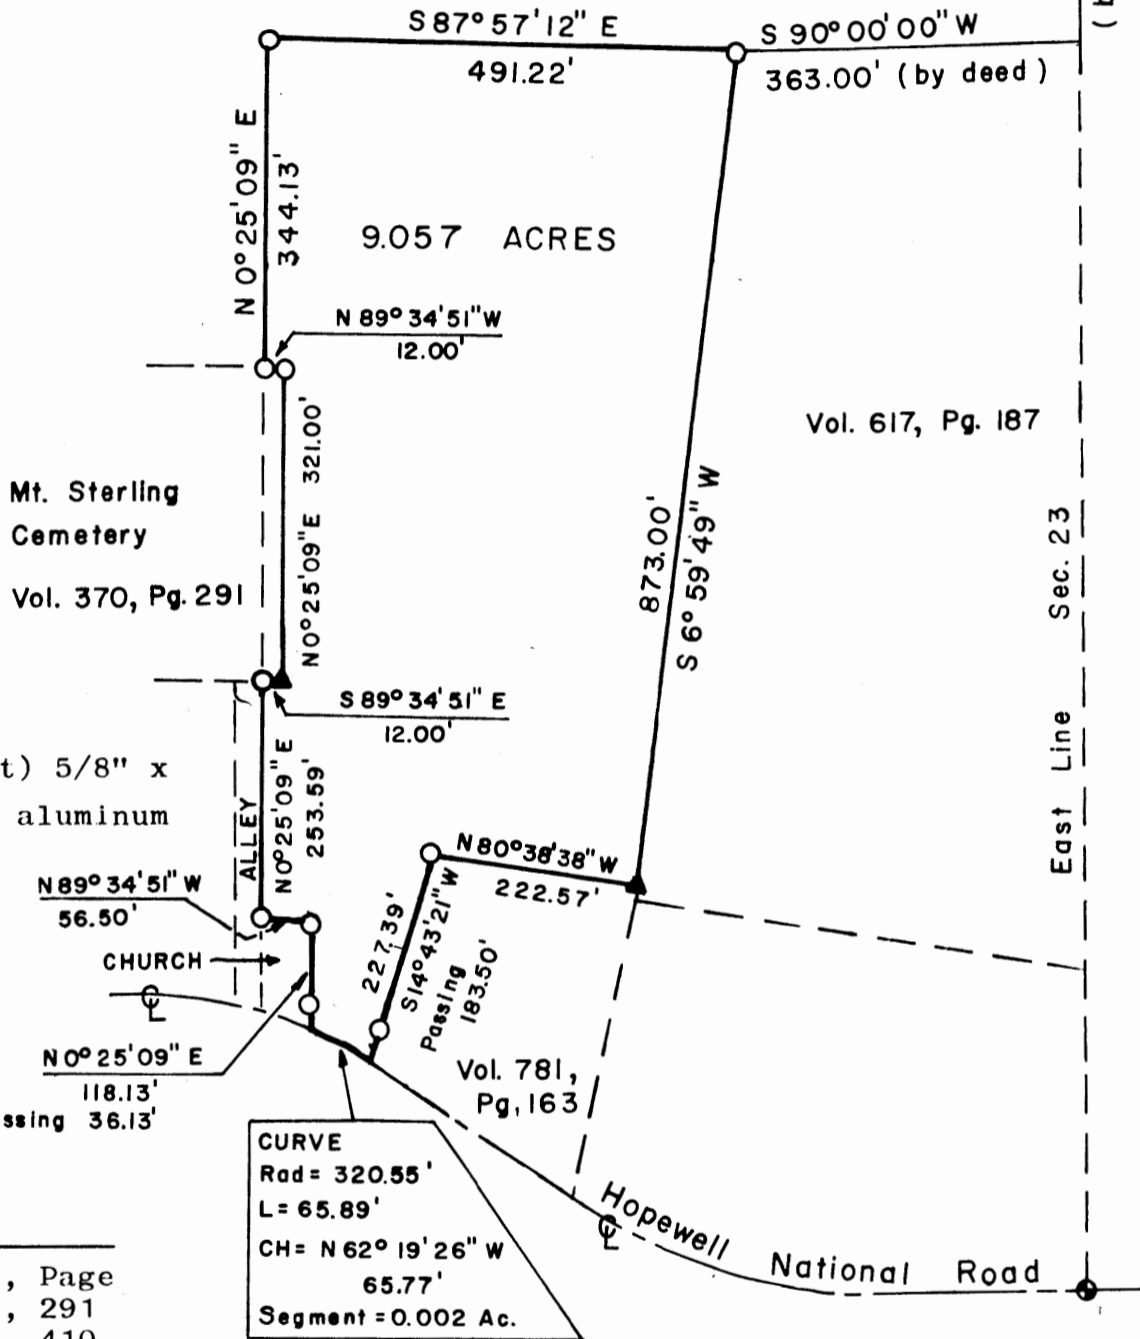 S 87° 57' 12" E
491.22'
S 90° 00' 00" W
363.00' (by deed)
N 0° 25' 09" E
344.13'
9.057 ACRES
N 89° 34' 51" W
12.00'
N 0° 25' 09" E 321.00'
Vol. 617, Pg. 187
Mt. Sterling
Cemetery
Vol. 370, Pg. 291
873.00'
S 6° 59' 49" W
East Line Sec. 23
S 89° 34' 51" E
12.00'
t) 5/8" x
aluminum
ALLEY
N 0° 25' 09" E
253.59'
N 80° 38' 38" W
222.57'
N 89° 34' 51" W
56.50'
CHURCH
227.39'
S 14° 43' 21" W
Passing
183.50'
N 0° 25' 09" E
118.13'
ssing 36.13'
Vol. 781,
Pg, 163
CURVE
Rad = 320.55'
L = 65.89'
CH = N 62° 19' 26" W
65.77'
Segment = 0.002 Ac.
Hopewell
National Road
, Page
, 291